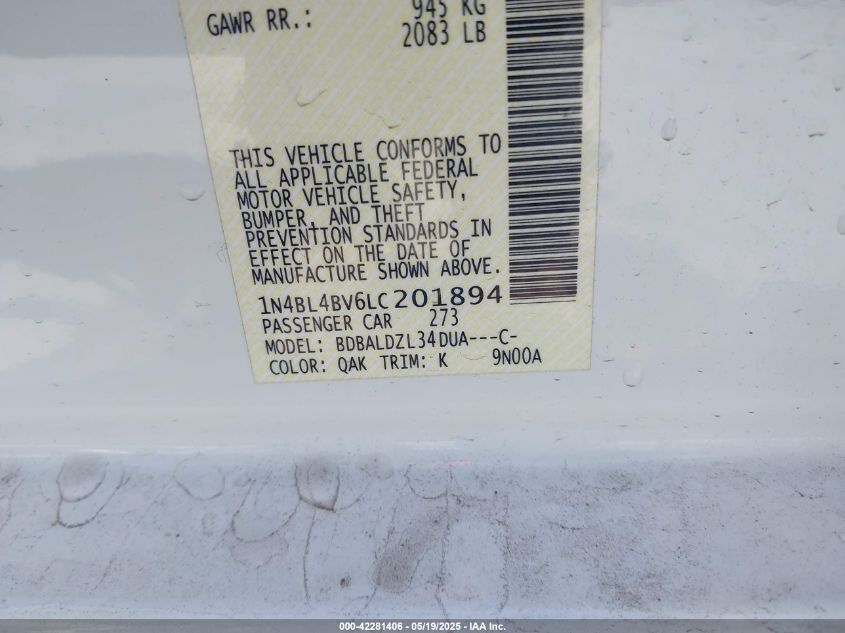 945 KG
GAWR RR.:
2083 LB
THIS VEHICLE CONFORMS TO
ALL APPLICABLE FEDERAL
MOTOR VEHICLE SAFETY,
BUMPER, AND THEFT
PREVENTION STANDARDS IN
EFFECT ON THE DATE OF
MANUFACTURE SHOWN ABOVE.
1N4BL4BV6LC201894
PASSENGER CAR 273
MODEL: BDBALDZL34DUA---C-
COLOR: QAK TRIM: K 9N00A
000-42281406 - 05/19/2025 - IAA Inc.